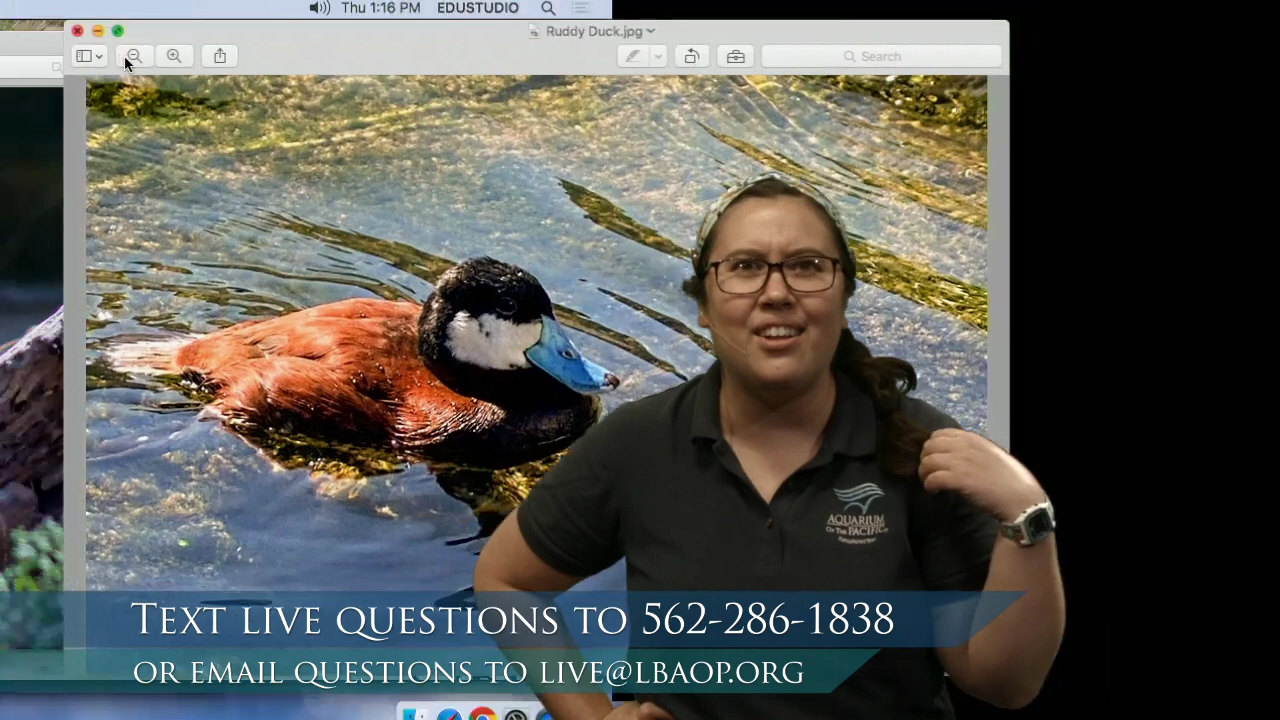 Thu 1:16 PM EDUSTUDIO
Ruddy Duck.jpg
Search
AQUARIUM
OF THE PACIFIC
TEXT LIVE QUESTIONS TO 562-286-1838
OR EMAIL QUESTIONS TO LIVE@LBAOP.ORG